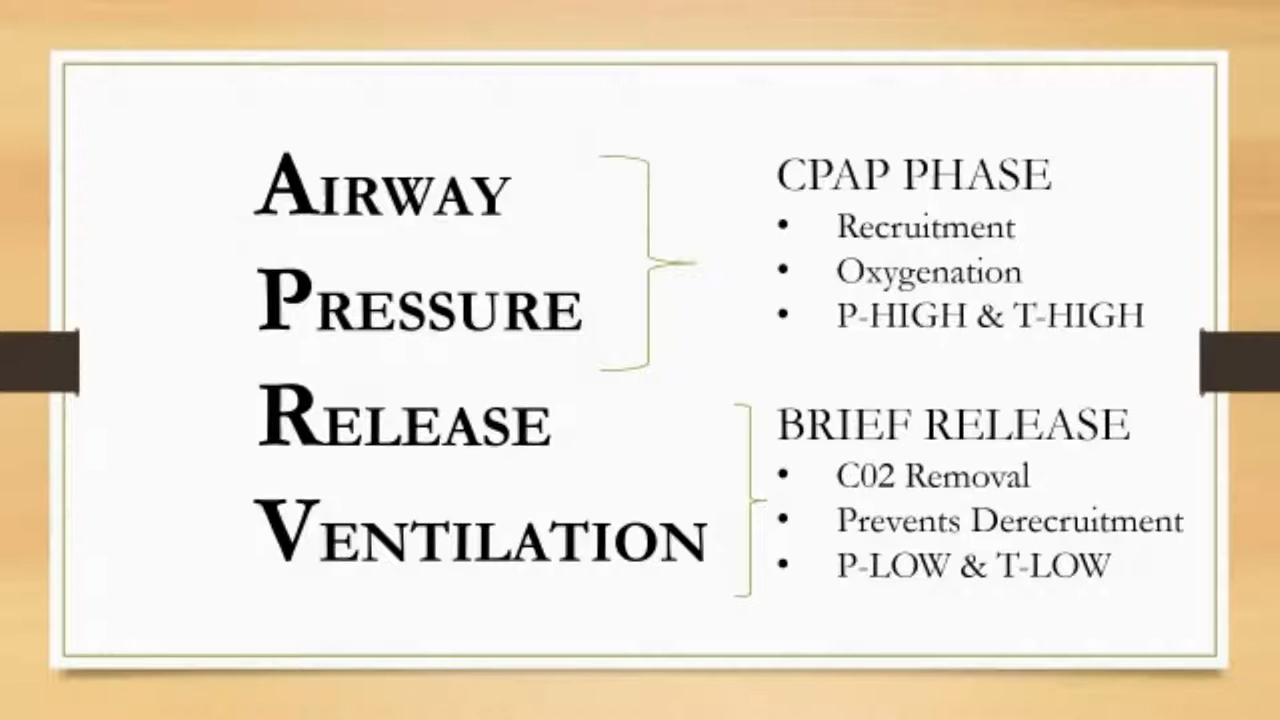 AIRWAY
PRESSURE
RELEASE
VENTILATION
CPAP PHASE
• Recruitment
• Oxygenation
• P-HIGH & T-HIGH
BRIEF RELEASE
• C02 Removal
• Prevents Derecruitment
• P-LOW & T-LOW